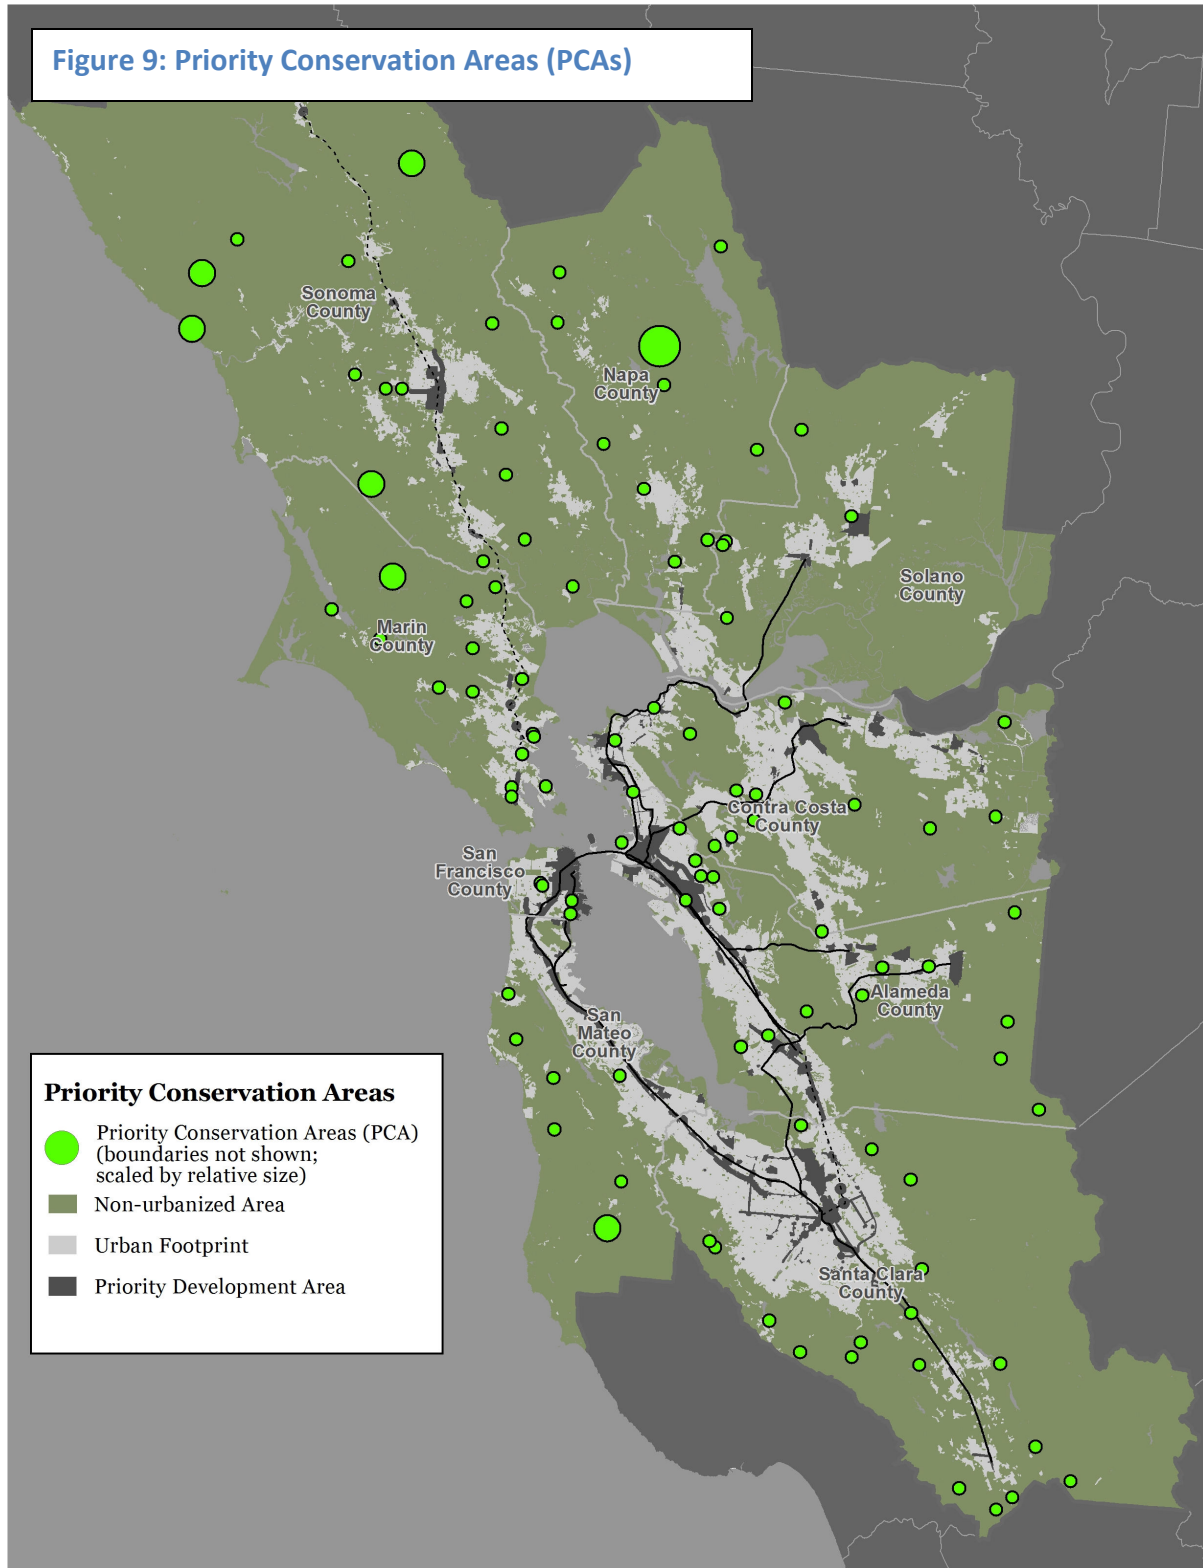 Figure 9: Priority Conservation Areas (PCAs)
Sonoma
County
Napa
County
Solano
County
Marin
County
Contra Costa
County
San
Francisco
County
Alameda
County
San
Mateo
County
Santa Clara
County
Priority Conservation Areas
Priority Conservation Areas (PCA)
(boundaries not shown;
scaled by relative size)
Non-urbanized Area
Urban Footprint
Priority Development Area